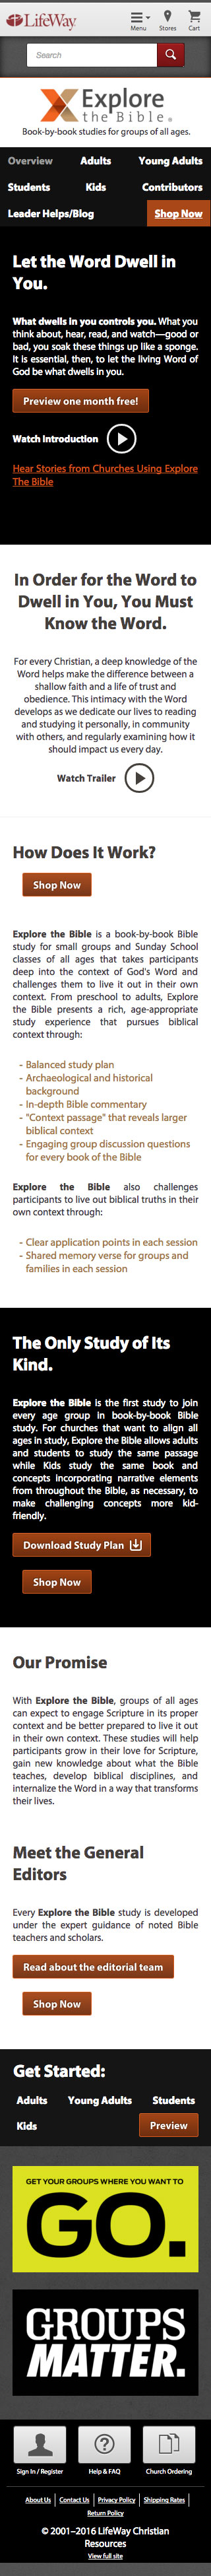 LifeWay
Menu
Stores
Cart
Search
Explore
the Bible®
Book-by-book studies for groups of all ages.
Overview Adults Young Adults
Students Kids Contributors
Leader Helps/Blog Shop Now
Let the Word Dwell in
You.
What dwells in you controls you. What you
think about, hear, read, and watch—good or
bad, you soak these things up like a sponge.
It is essential, then, to let the living Word of
God be what dwells in you.
Preview one month free!
Watch Introduction
Hear Stories from Churches Using Explore
The Bible
In Order for the Word to
Dwell in You, You Must
Know the Word.
For every Christian, a deep knowledge of the
Word helps make the difference between a
shallow faith and a life of trust and
obedience. This intimacy with the Word
develops as we dedicate our lives to reading
and studying it personally, in community
with others, and regularly examining how it
should impact us every day.
Watch Trailer
How Does It Work?
Shop Now
Explore the Bible is a book-by-book Bible
study for small groups and Sunday School
classes of all ages that takes participants
deep into the context of God's Word and
challenges them to live it out in their own
context. From preschool to adults, Explore
the Bible presents a rich, age-appropriate
study experience that pursues biblical
context through:
- Balanced study plan
- Archaeological and historical
background
- In-depth Bible commentary
- "Context passage" that reveals larger
biblical context
- Engaging group discussion questions
for every book of the Bible
Explore the Bible also challenges
participants to live out biblical truths in their
own context through:
- Clear application points in each session
- Shared memory verse for groups and
families in each session
The Only Study of Its
Kind.
Explore the Bible is the first study to join
every age group in book-by-book Bible
study. For churches that want to align all
ages in study, Explore the Bible allows adults
and students to study the same passage
while Kids study the same book and
concepts incorporating narrative elements
from throughout the Bible, as necessary, to
make challenging concepts more kid-
friendly.
Download Study Plan
Shop Now
Our Promise
With Explore the Bible, groups of all ages
can expect to engage Scripture in its proper
context and be better prepared to live it out
in their own context. These studies will help
participants grow in their love for Scripture,
gain new knowledge about what the Bible
teaches, develop biblical disciplines, and
internalize the Word in a way that transforms
their lives.
Meet the General
Editors
Every Explore the Bible study is developed
under the expert guidance of noted Bible
teachers and scholars.
Read about the editorial team
Shop Now
Get Started:
Adults Young Adults Students
Kids Preview
GET YOUR GROUPS WHERE YOU WANT TO
GO.
GROUPS
MATTER.
Sign In / Register
Help & FAQ
Church Ordering
About Us | Contact Us | Privacy Policy | Shipping Rates |
Return Policy
© 2001–2016 LifeWay Christian
Resources
View full site